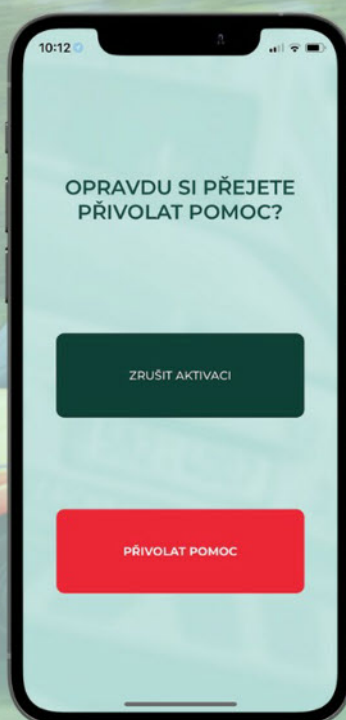 10:12
OPRAVDU SI PŘEJETE
PŘIVOLAT POMOC?
ZRUŠIT AKTIVACI
PŘIVOLAT POMOC